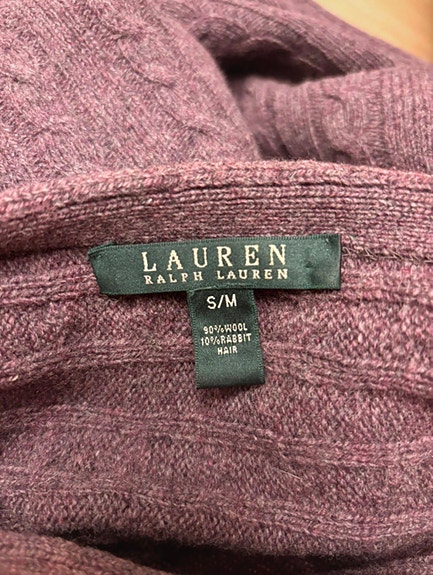 LAUREN
RALPH LAUREN
S/M
90%WOOL
10%RABBIT
HAIR